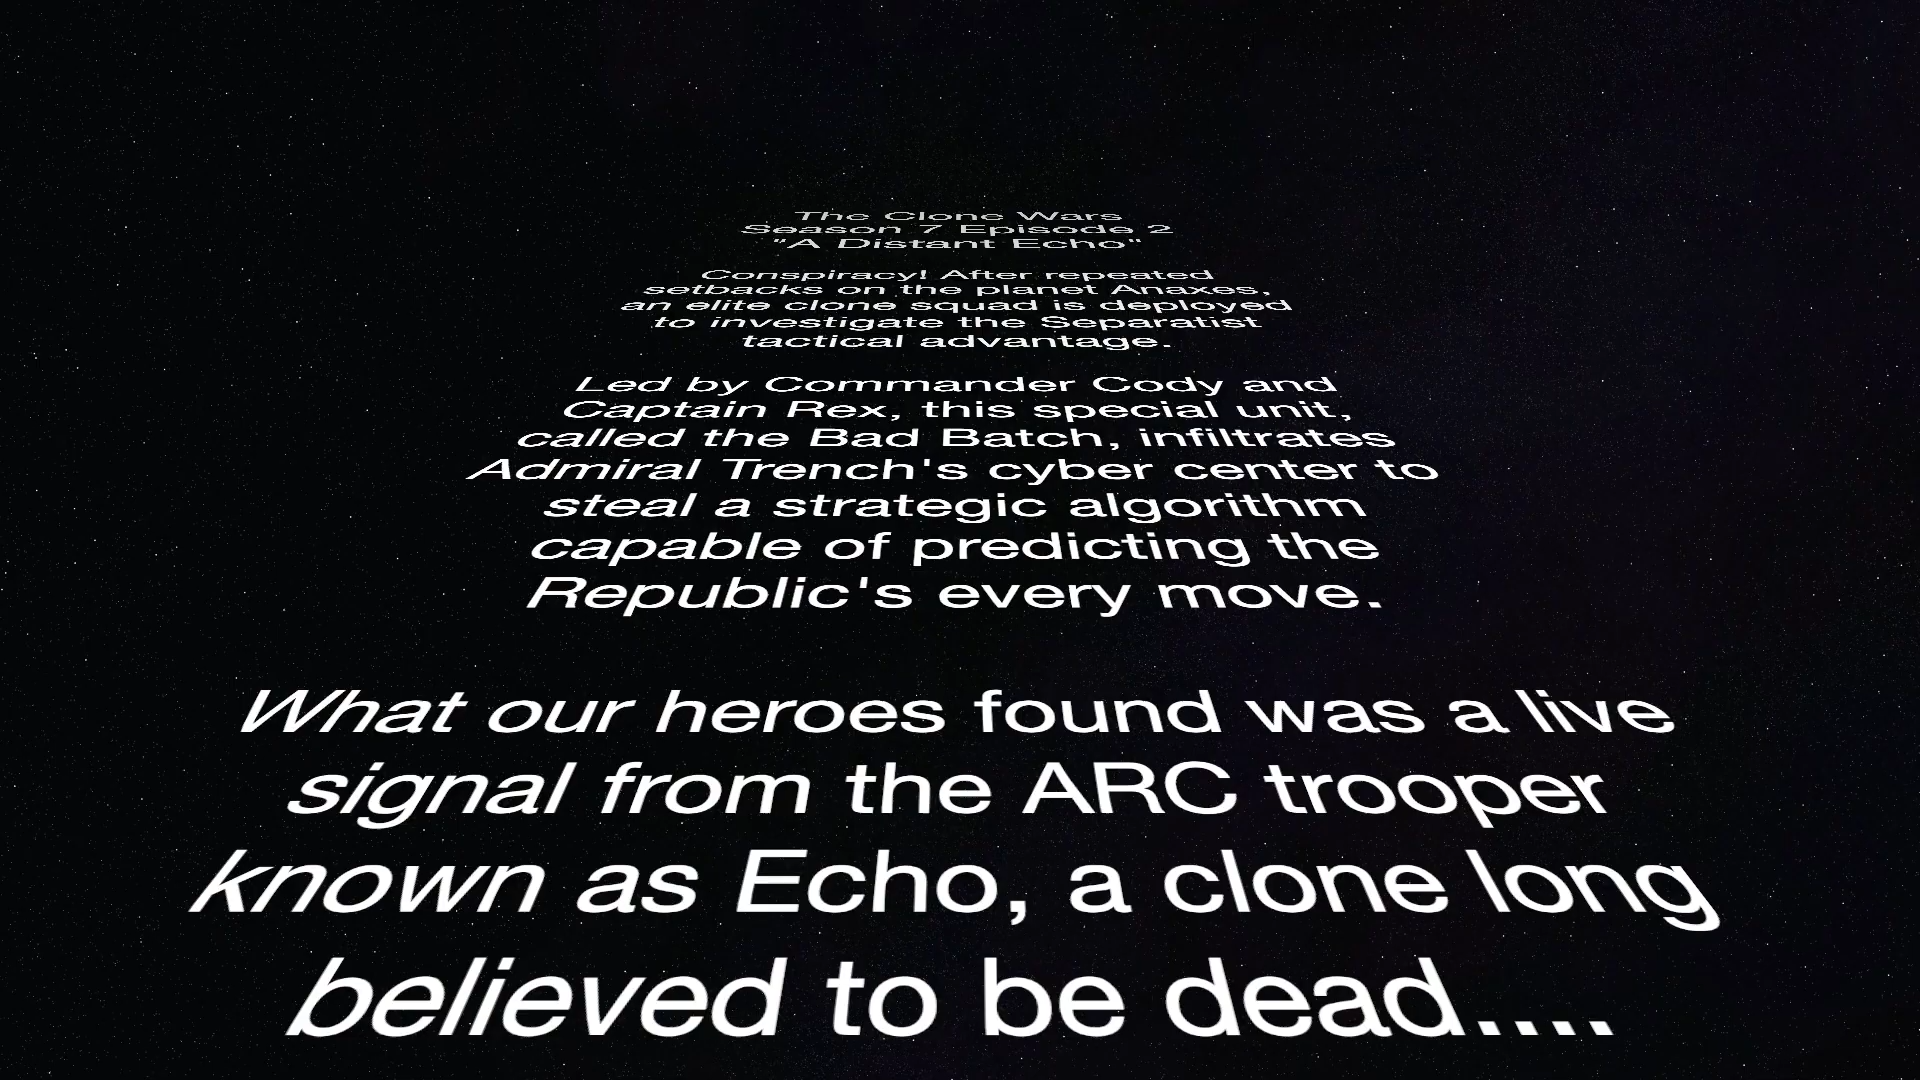 The Clone Wars
Season 7 Episode 2
"A Distant Echo"
Conspiracy! After repeated
setbacks on the planet Anaxes,
an elite clone squad is deployed
to investigate the Separatist
tactical advantage.
Led by Commander Cody and
Captain Rex, this special unit,
called the Bad Batch, infiltrates
Admiral Trench's cyber center to
steal a strategic algorithm
capable of predicting the
Republic's every move.
What our heroes found was a live
signal from the ARC trooper
known as Echo, a clone long
believed to be dead....